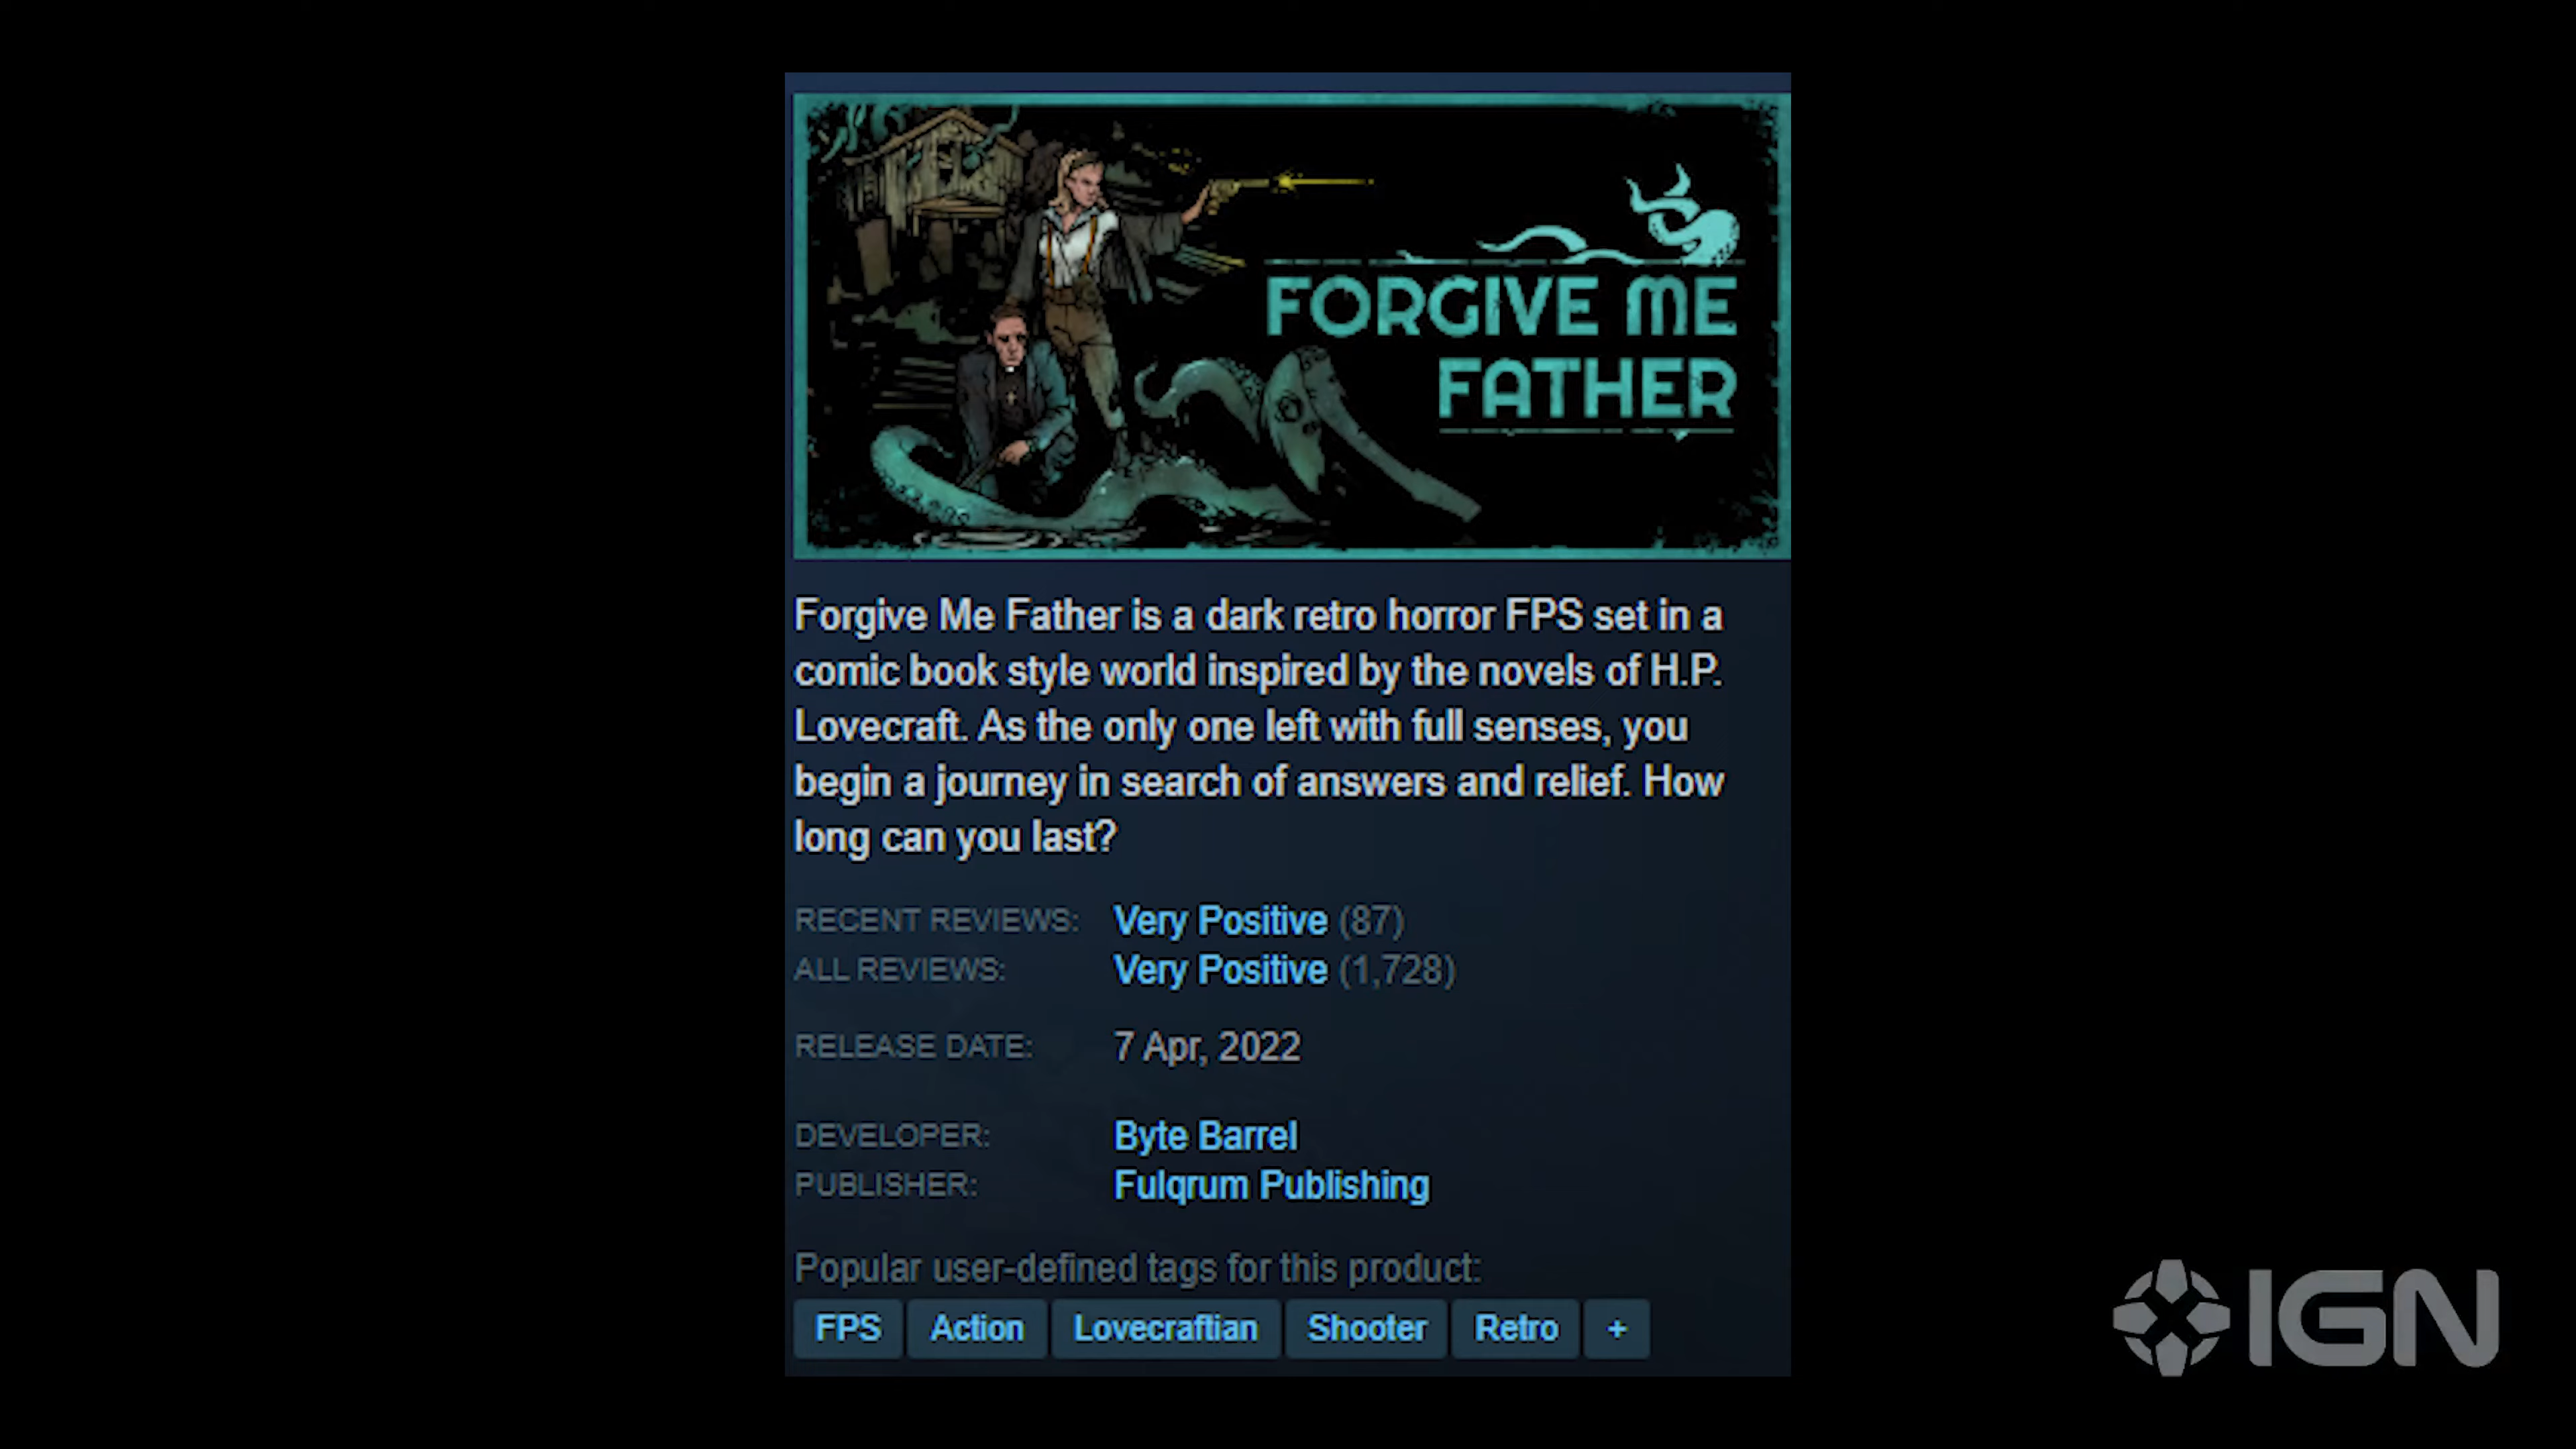 FORGIVE ME
FATHER
Forgive Me Father is a dark retro horror FPS set in a
comic book style world inspired by the novels of H.P.
Lovecraft. As the only one left with full senses, you
begin a journey in search of answers and relief. How
long can you last?
RECENT REVIEWS: Very Positive (87)
ALL REVIEWS: Very Positive (1,728)
RELEASE DATE: 7 Apr, 2022
DEVELOPER: Byte Barrel
PUBLISHER: Fulqrum Publishing
Popular user-defined tags for this product:
FPS Action Lovecraftian Shooter Retro +
IGN